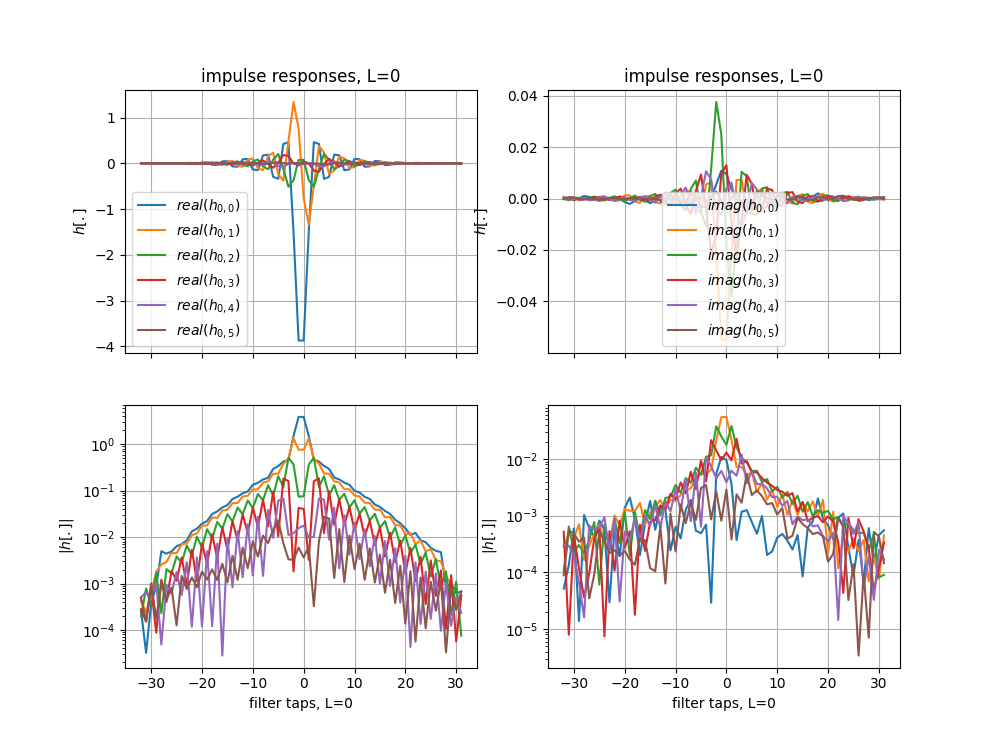 impulse responses, L=0
impulse responses, L=0
1
0
−1
−2
−3
−4
h[.]
real(h0,0)
real(h0,1)
real(h0,2)
real(h0,3)
real(h0,4)
real(h0,5)
0.04
0.02
0.00
−0.02
−0.04
h[.]
imag(h0,0)
imag(h0,1)
imag(h0,2)
imag(h0,3)
imag(h0,4)
imag(h0,5)
10^0
10^−1
10^−2
10^−3
10^−4
|h[.]|
−30 −20 −10 0 10 20 30
filter taps, L=0
10^−2
10^−3
10^−4
10^−5
|h[.]|
−30 −20 −10 0 10 20 30
filter taps, L=0